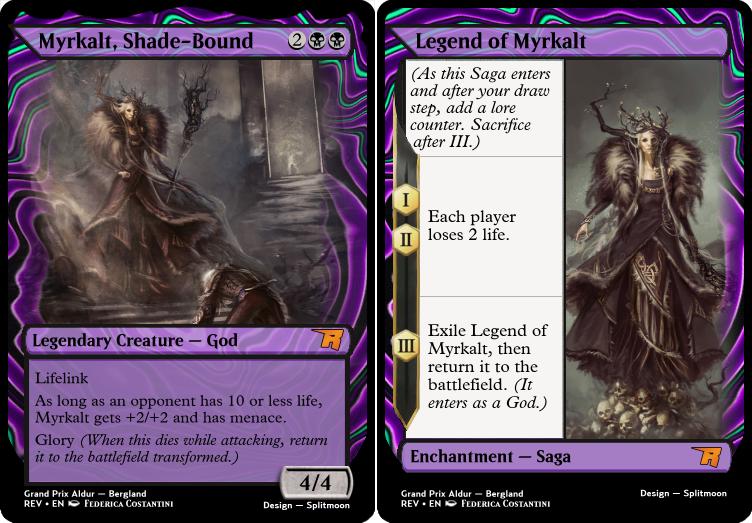 Myrkalt, Shade-Bound 2
Legendary Creature — God
Lifelink
As long as an opponent has 10 or less life,
Myrkalt gets +2/+2 and has menace.
Glory (When this dies while attacking, return
it to the battlefield transformed.)
4/4
Grand Prix Aldur — Bergland
REV • EN Federica Costantini
Design — Splitmoon
Legend of Myrkalt
(As this Saga enters
and after your draw
step, add a lore
counter. Sacrifice
after III.)
I
II
Each player
loses 2 life.
III
Exile Legend of
Myrkalt, then
return it to the
battlefield. (It
enters as a God.)
Enchantment — Saga
Grand Prix Aldur — Bergland
REV • EN Federica Costantini
Design — Splitmoon